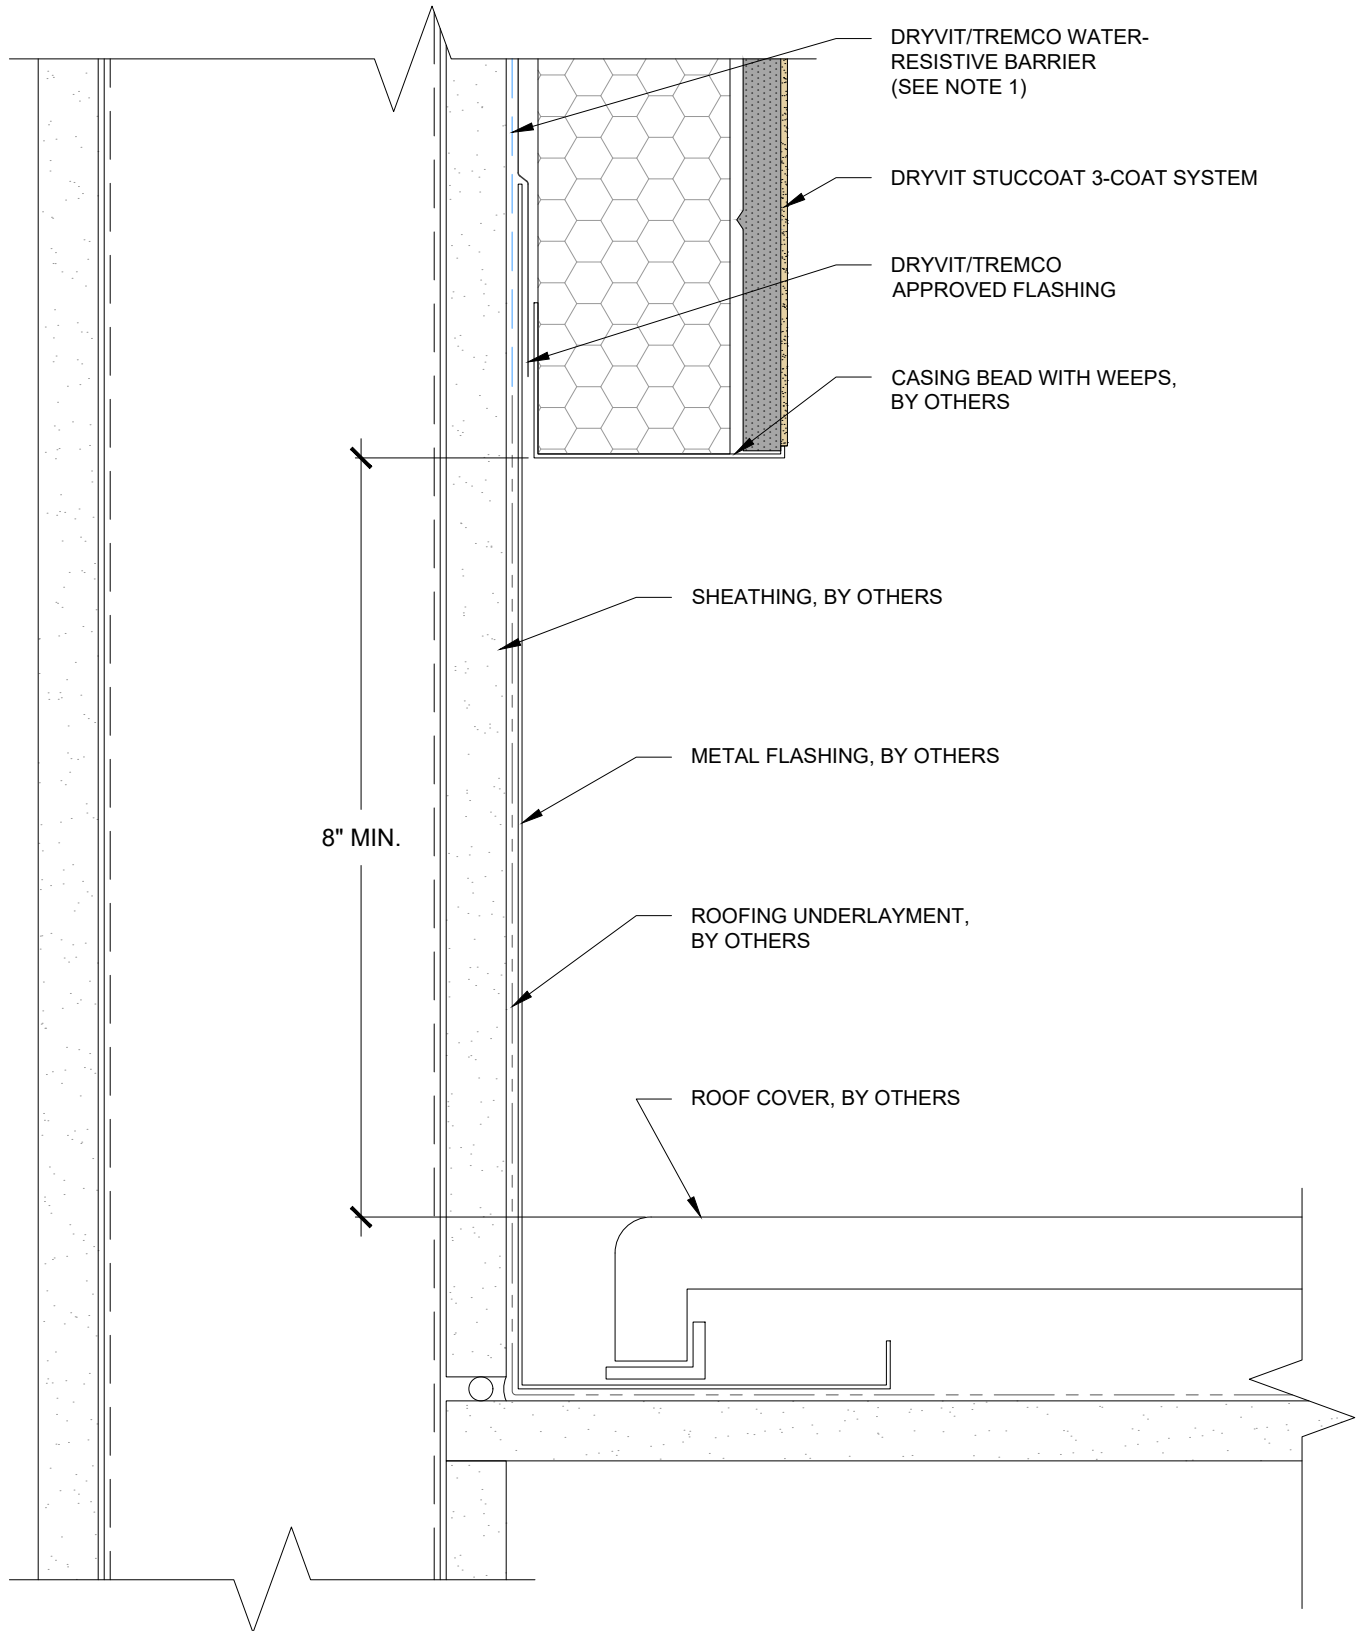 DRYVIT/TREMCO WATER-
RESISTIVE BARRIER
(SEE NOTE 1)
DRYVIT STUCCOAT 3-COAT SYSTEM
DRYVIT/TREMCO
APPROVED FLASHING
CASING BEAD WITH WEEPS,
BY OTHERS
SHEATHING, BY OTHERS
METAL FLASHING, BY OTHERS
8" MIN.
ROOFING UNDERLAYMENT,
BY OTHERS
ROOF COVER, BY OTHERS